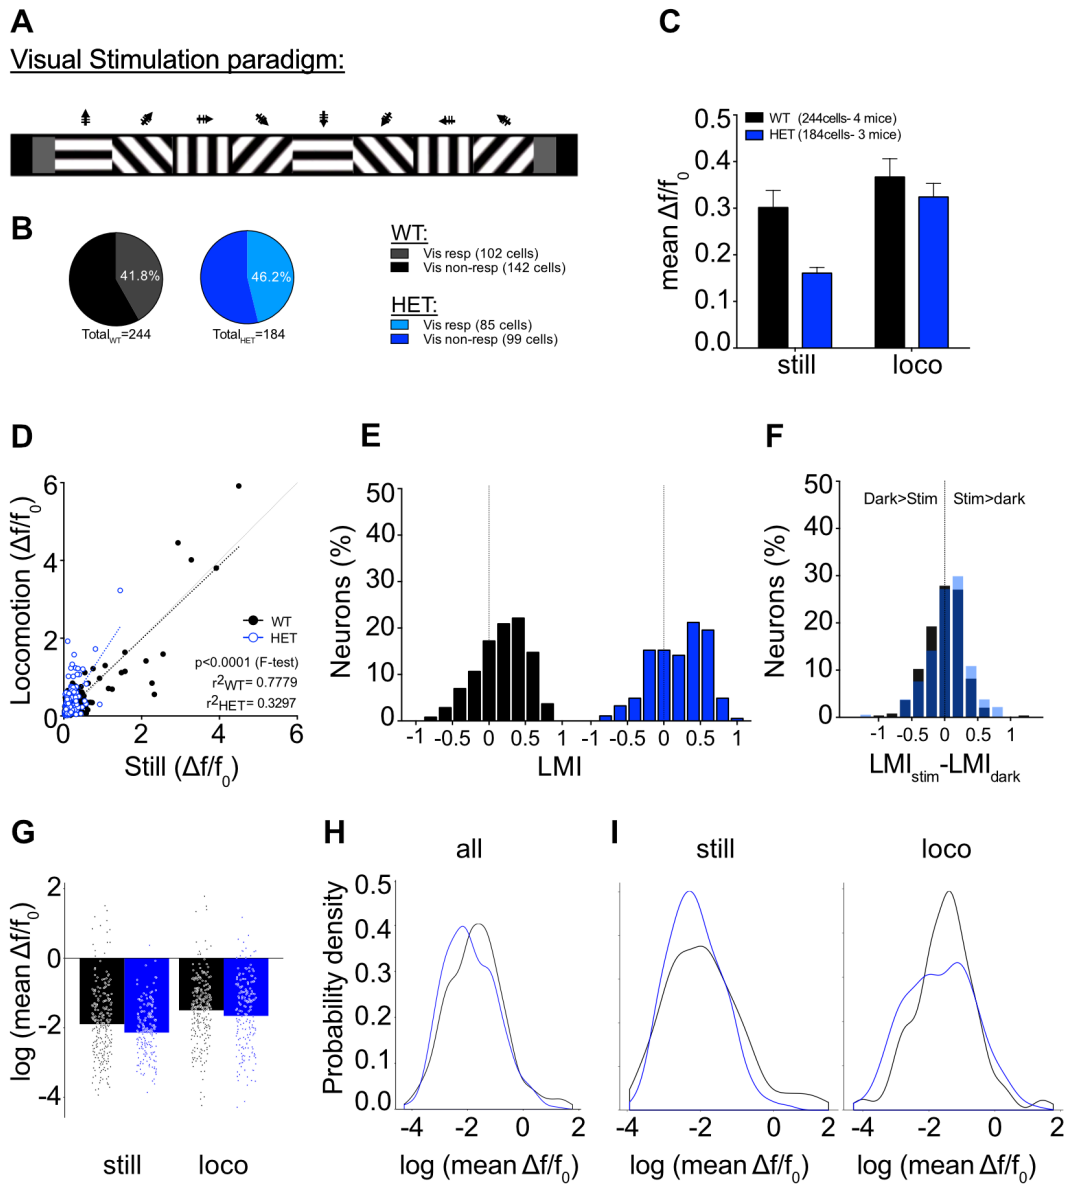 A
Visual Stimulation paradigm:
B
41.8%
Total WT=244
46.2%
Total HET=184
WT:
Vis resp (102 cells)
Vis non-resp (142 cells)
HET:
Vis resp (85 cells)
Vis non-resp (99 cells)
C
mean Δf/f0
0.5
0.4
0.3
0.2
0.1
0.0
WT (244cells- 4 mice)
HET (184cells- 3 mice)
still loco
D
Locomotion (Δf/f0)
6
4
2
0
WT
HET
p<0.0001 (F-test)
r2WT= 0.7779
r2HET= 0.3297
0 2 4 6
Still (Δf/f0)
E
Neurons (%)
50
40
30
20
10
0
-1 -0.5 0 0.5 -1 -0.5 0 0.5 1
LMI
F
Neurons (%)
50
40
30
20
10
0
Dark>Stim Stim>dark
-1 -0.5 0 0.5 1
LMIstim-LMIdark
G
log (mean Δf/f0)
2
0
-2
-4
still loco
H
all
Probability density
0.5
0.4
0.3
0.2
0.1
0.0
-4 -2 0 2
log (mean Δf/f0)
I
still
-4 -2 0 2
log (mean Δf/f0)
loco
-4 -2 0 2
log (mean Δf/f0)